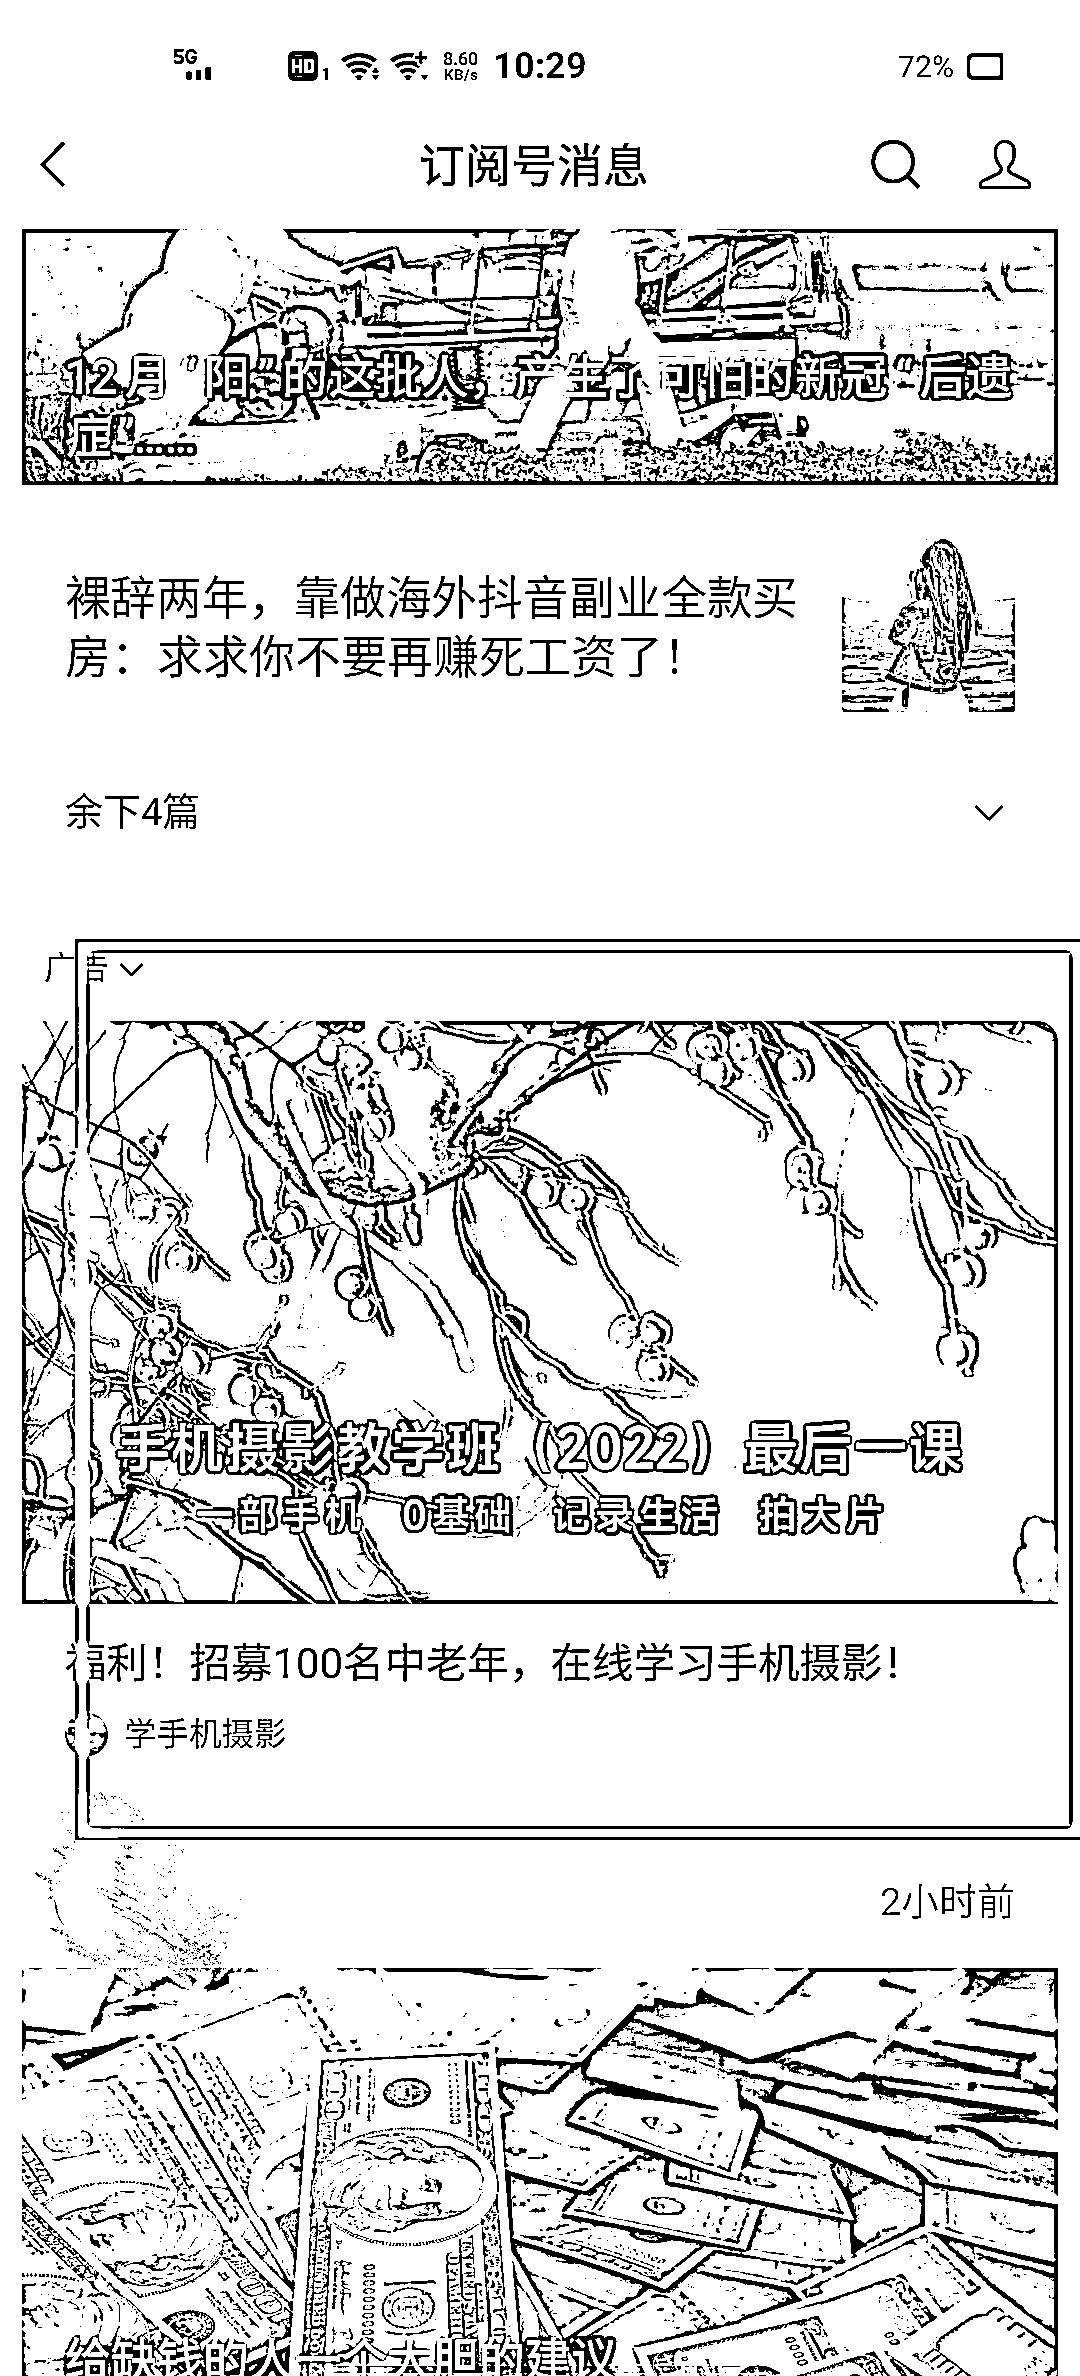 5G HD 1 8.60 KB/s 10:29 72%
订阅号消息
12月“阳”的这批人，产生了可怕的新冠“后遗
症”……
裸辞两年，靠做海外抖音副业全款买
房：求求你不要再赚死工资了！
余下4篇
广告
手机摄影教学班（2022）最后一课
一部手机 0基础 记录生活 拍大片
福利！招募100名中老年，在线学习手机摄影！
学手机摄影
2小时前
给缺钱的人一个大胆的建议